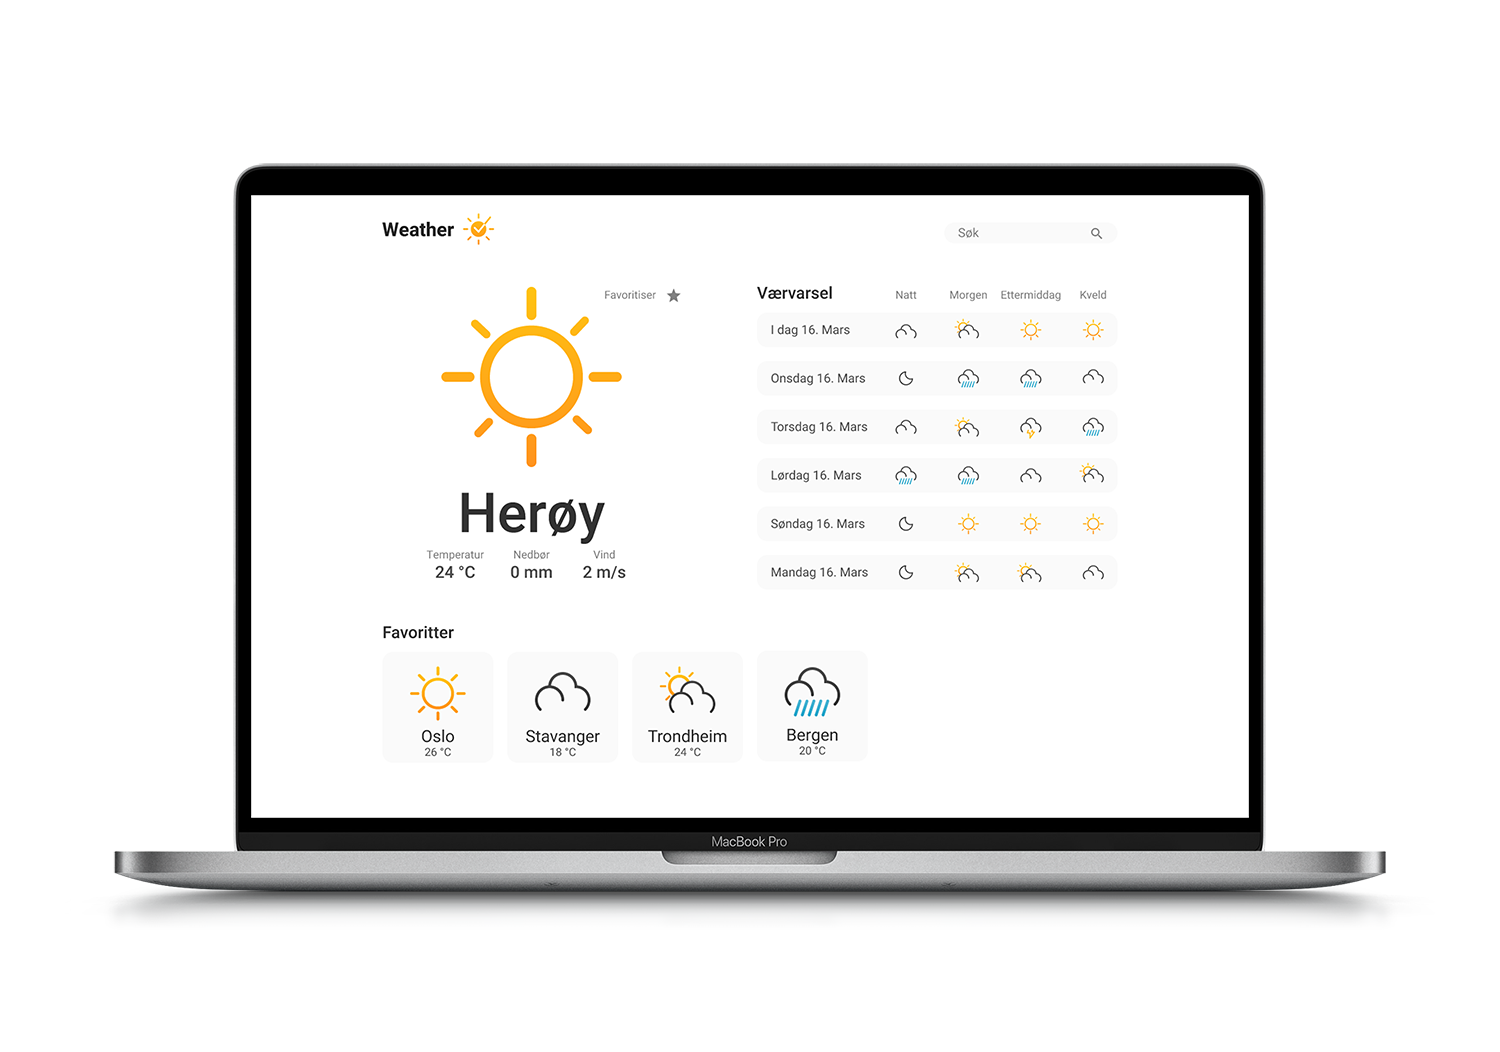 Weather
Søk
Favoritiser
Herøy
Temperatur Nedbør Vind
24 °C 0 mm 2 m/s
Værvarsel Natt Morgen Ettermiddag Kveld
I dag 16. Mars
Onsdag 16. Mars
Torsdag 16. Mars
Lørdag 16. Mars
Søndag 16. Mars
Mandag 16. Mars
Favoritter
Oslo
26 °C
Stavanger
18 °C
Trondheim
24 °C
Bergen
20 °C
MacBook Pro